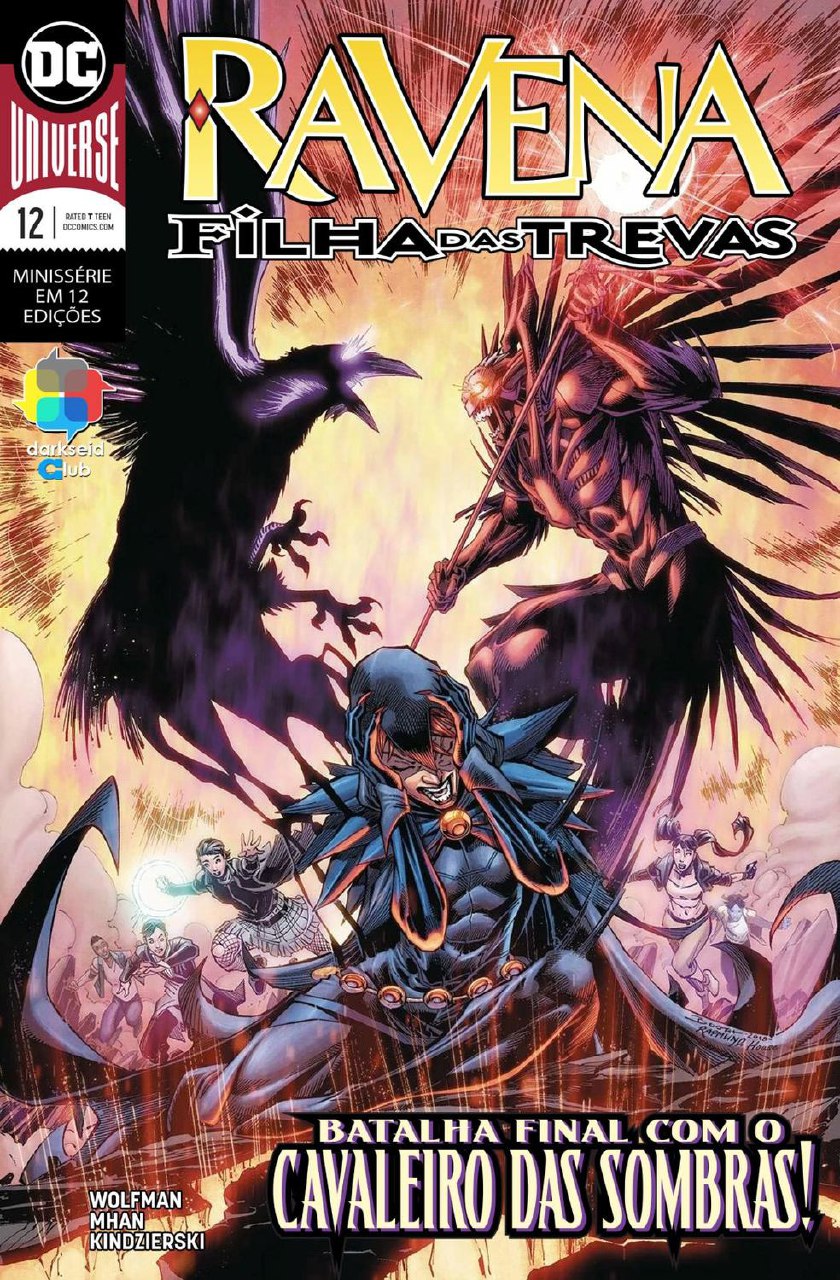 DC
UNIVERSE
12
RATED T TEEN
DCCOMICS.COM
MINISSÉRIE
EM 12
EDIÇÕES
darkseid
Club
RAVENA
FILHA DAS TREVAS
BATALHA FINAL COM O
CAVALEIRO DAS SOMBRAS!
WOLFMAN
MHAN
KINDZIERSKI